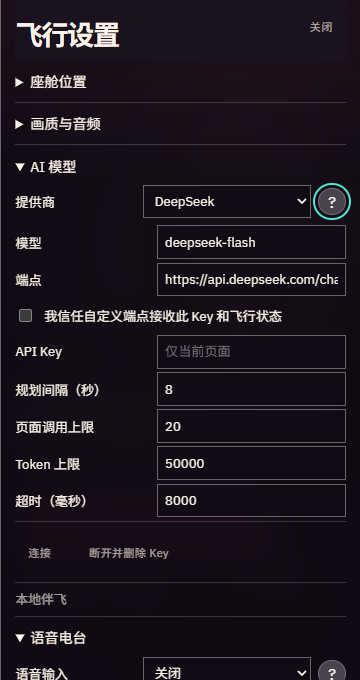 飞行设置
关闭
▶ 座舱位置
▶ 画质与音频
▼ AI 模型
提供商 DeepSeek ?
模型 deepseek-flash
端点 https://api.deepseek.com/cha
我信任自定义端点接收此 Key 和飞行状态
API Key 仅当前页面
规划间隔（秒） 8
页面调用上限 20
Token 上限 50000
超时（毫秒） 8000
连接 断开并删除 Key
本地伴飞
▼ 语音电台
语音输入 关闭 ?